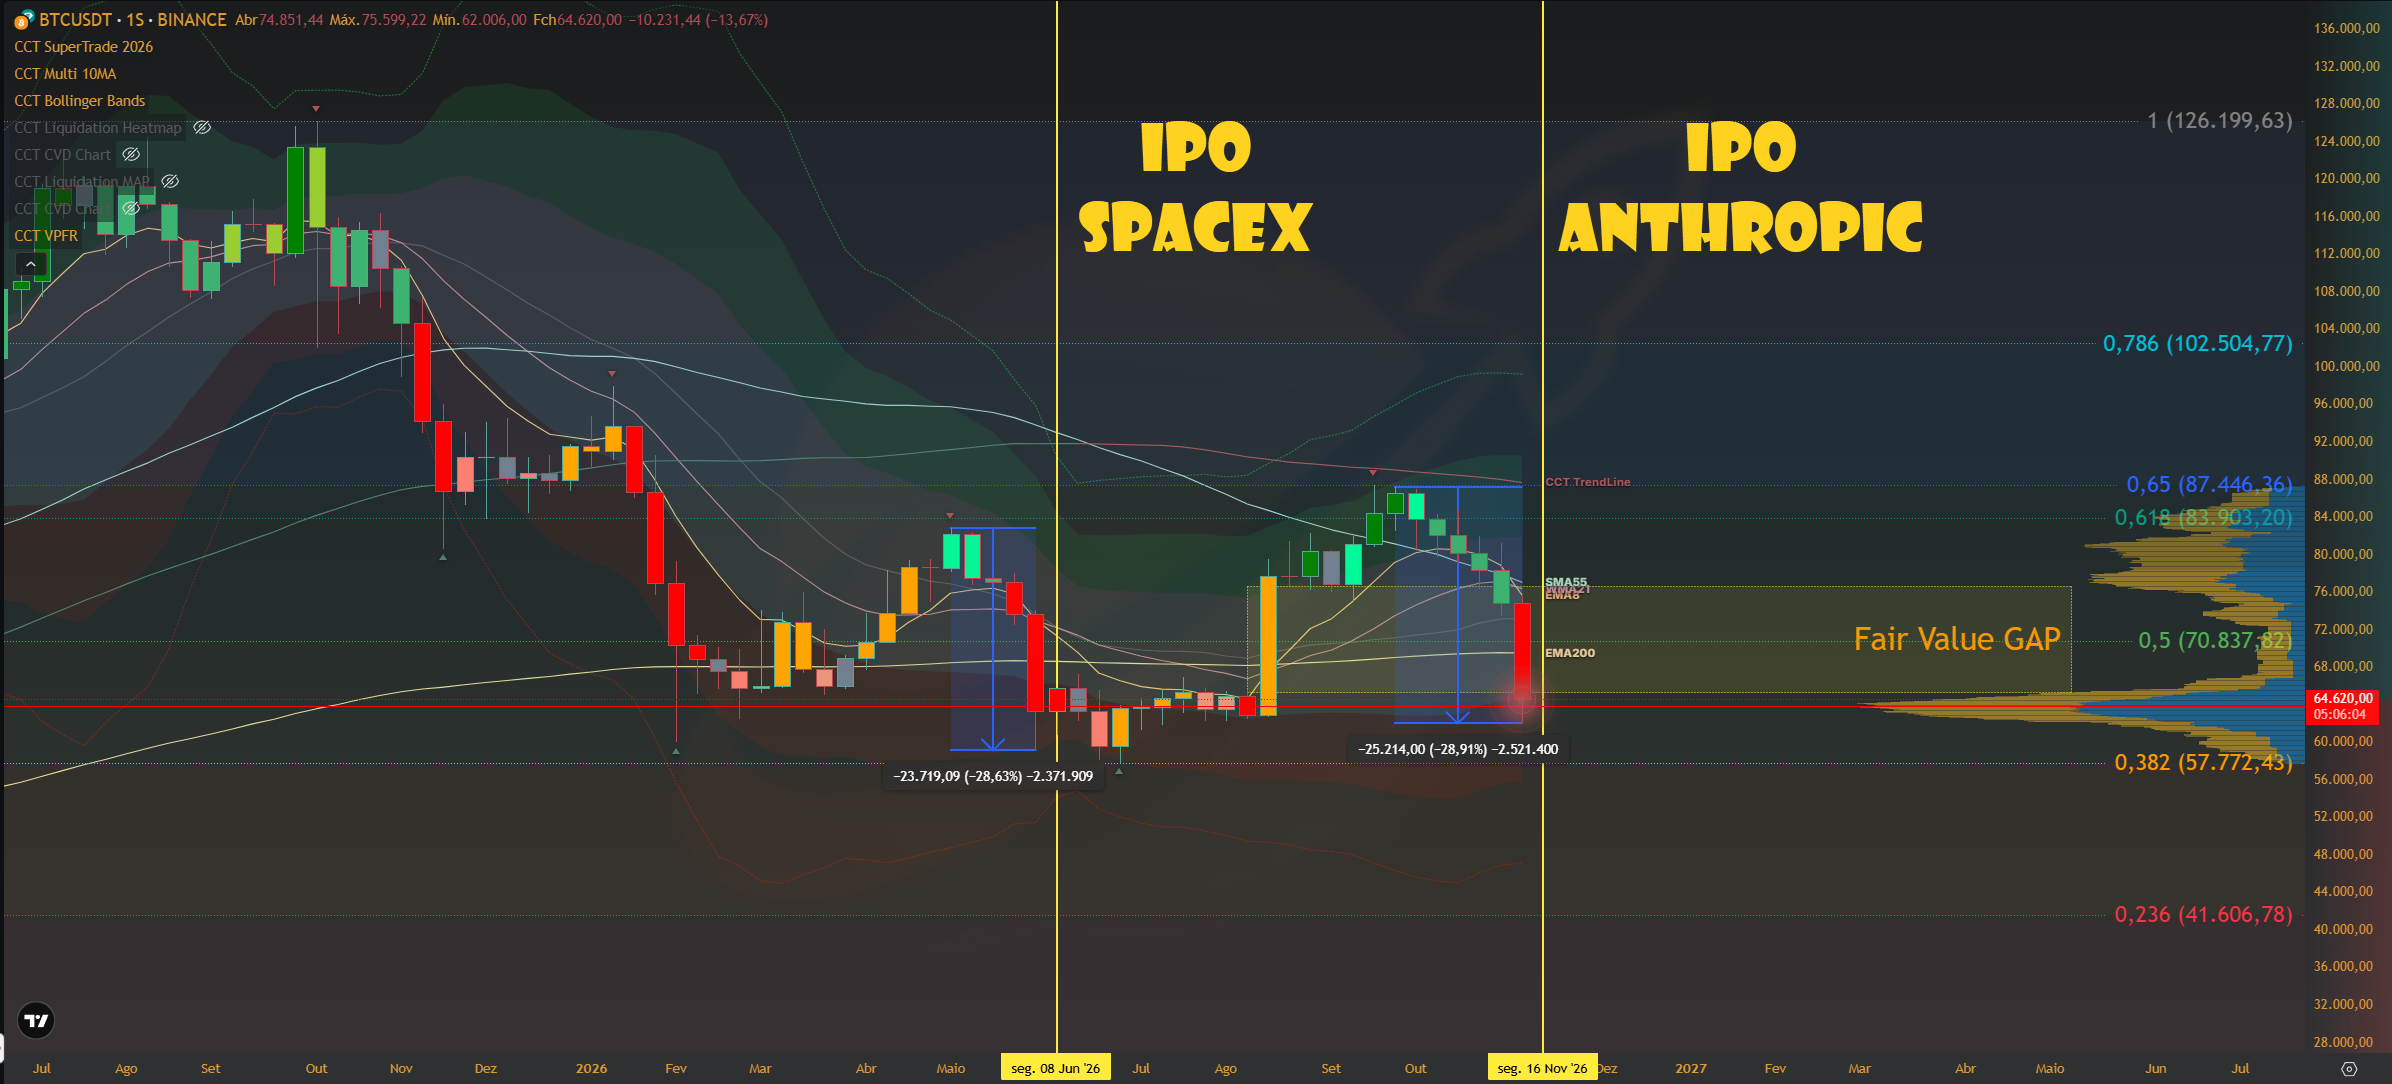 BTCUSDT · 1S · BINANCE Abr74.851,44 Máx.75.599,22 Mín.62.006,00 Fch64.620,00 −10.231,44 (−13,67%)
CCT SuperTrade 2026
CCT Multi 10MA
CCT Bollinger Bands
CCT Liquidation Heatmap
CCT CVD Chart
CCT Liquidation MAP
CCT CVD Chart
CCT VPFR
IPO
SPACEX
IPO
ANTHROPIC
1 (126.199,63)
0,786 (102.504,77)
0,65 (87.446,36)
0,618 (83.903,20)
0,5 (70.837,82)
0,382 (57.772,43)
0,236 (41.606,78)
CCT TrendLine
SMA55
WMA21
EMA8
EMA200
Fair Value GAP
−23.719,09 (−28,63%) −2.371.909
−25.214,00 (−28,91%) −2.521.400
136.000,00
132.000,00
128.000,00
124.000,00
120.000,00
116.000,00
112.000,00
108.000,00
104.000,00
100.000,00
96.000,00
92.000,00
88.000,00
84.000,00
80.000,00
76.000,00
72.000,00
68.000,00
64.620,00
05:06:04
60.000,00
56.000,00
52.000,00
48.000,00
44.000,00
40.000,00
36.000,00
32.000,00
28.000,00
Jul Ago Set Out Nov Dez 2026 Fev Mar Abr Maio seg. 08 Jun '26 Jul Ago Set Out seg. 16 Nov '26 Dez 2027 Fev Mar Abr Maio Jun Jul